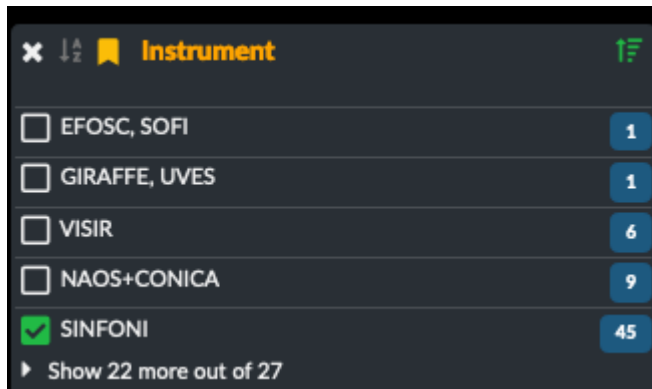 Instrument
EFOSC, SOFI 1
GIRAFFE, UVES 1
VISIR 6
NAOS+CONICA 9
SINFONI 45
Show 22 more out of 27